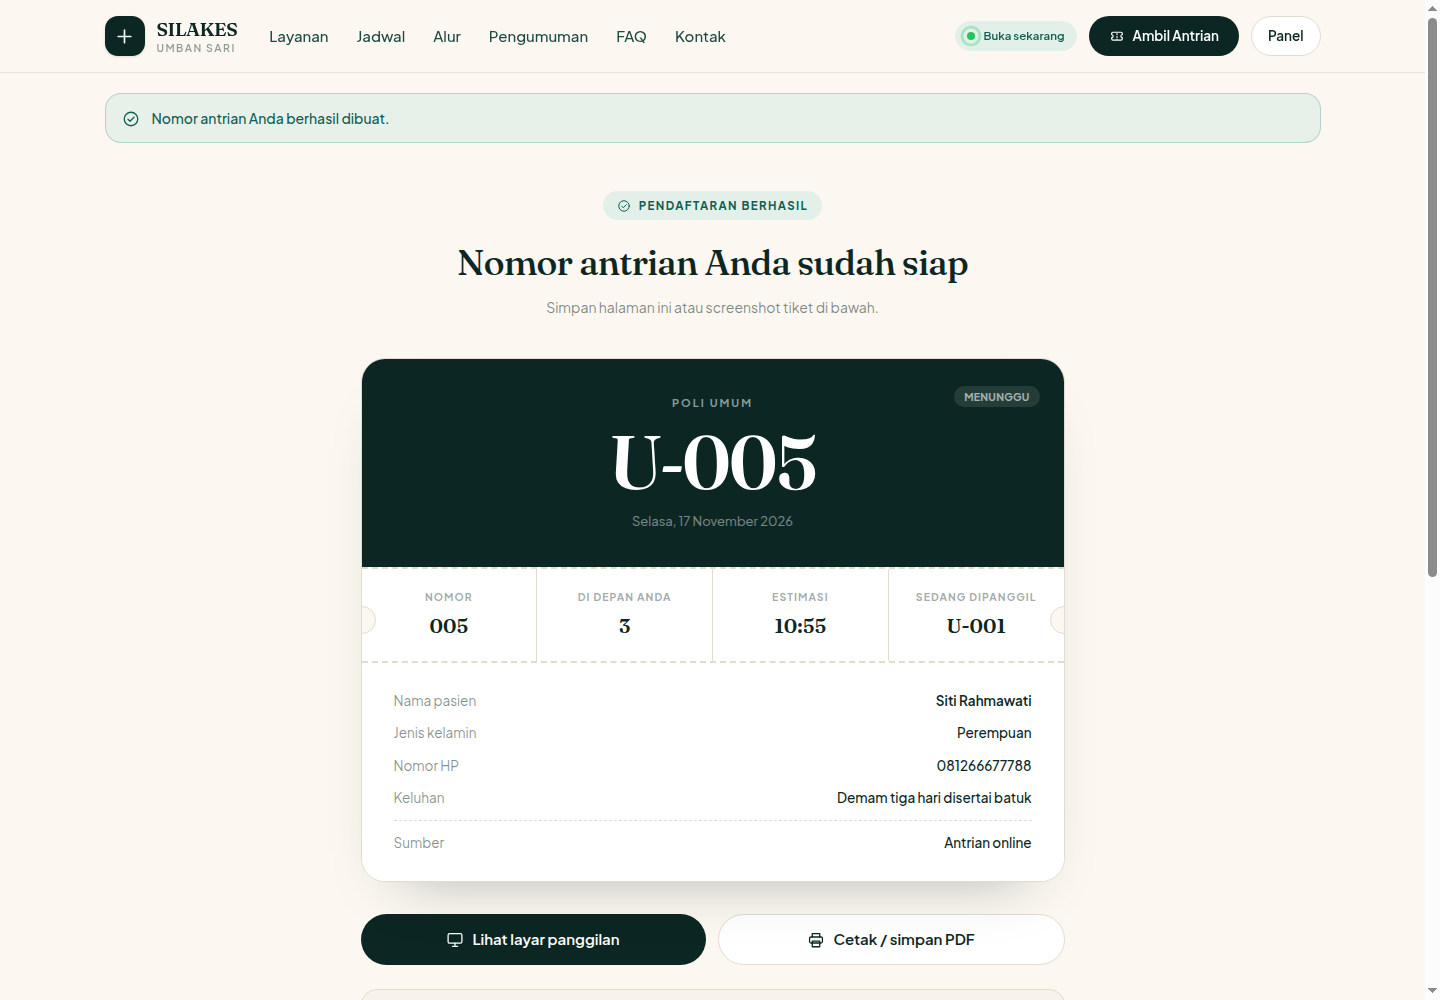 SILAKES
UMBAN SARI
Layanan
Jadwal
Alur
Pengumuman
FAQ
Kontak
Buka sekarang
Ambil Antrian
Panel
Nomor antrian Anda berhasil dibuat.
PENDAFTARAN BERHASIL
Nomor antrian Anda sudah siap
Simpan halaman ini atau screenshot tiket di bawah.
MENUNGGU
POLI UMUM
U-005
Selasa, 17 November 2026
NOMOR
005
DI DEPAN ANDA
3
ESTIMASI
10:55
SEDANG DIPANGGIL
U-001
Nama pasien
Siti Rahmawati
Jenis kelamin
Perempuan
Nomor HP
081266677788
Keluhan
Demam tiga hari disertai batuk
Sumber
Antrian online
Lihat layar panggilan
Cetak / simpan PDF